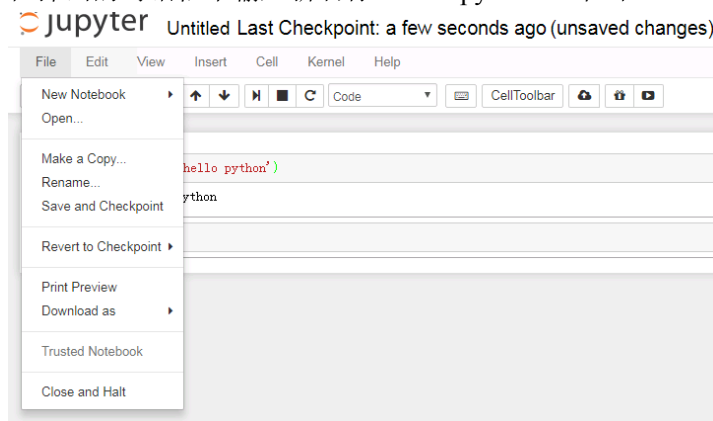 jupyter Untitled Last Checkpoint: a few seconds ago (unsaved changes)
File Edit View Insert Cell Kernel Help
New Notebook
Code
CellToolbar
Open...
Make a Copy...
hello python')
Rename...
ython
Save and Checkpoint
Revert to Checkpoint
Print Preview
Download as
Trusted Notebook
Close and Halt